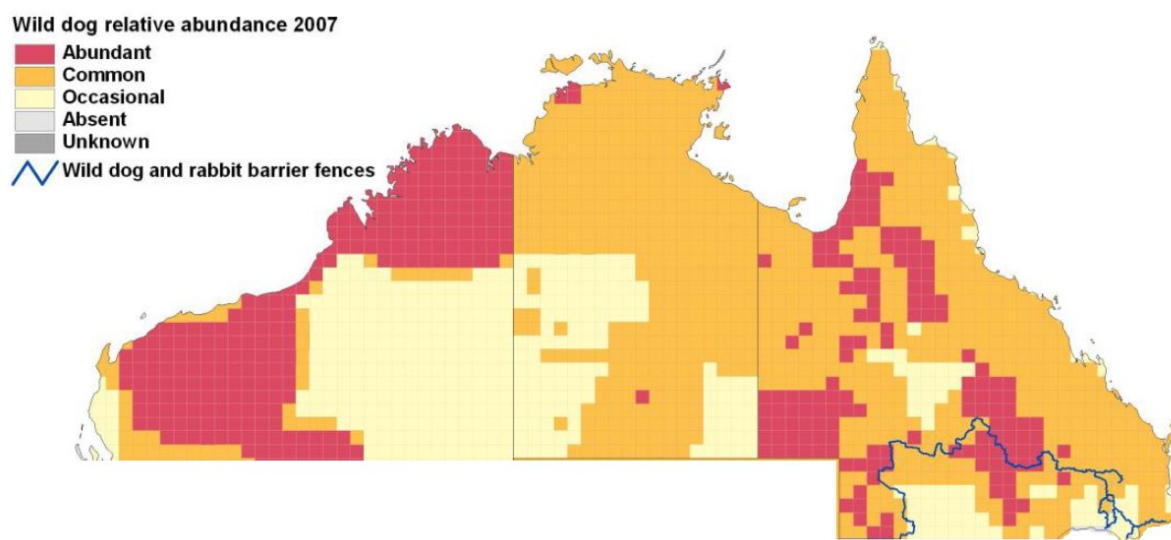 Wild dog relative abundance 2007
Abundant
Common
Occasional
Absent
Unknown
Wild dog and rabbit barrier fences